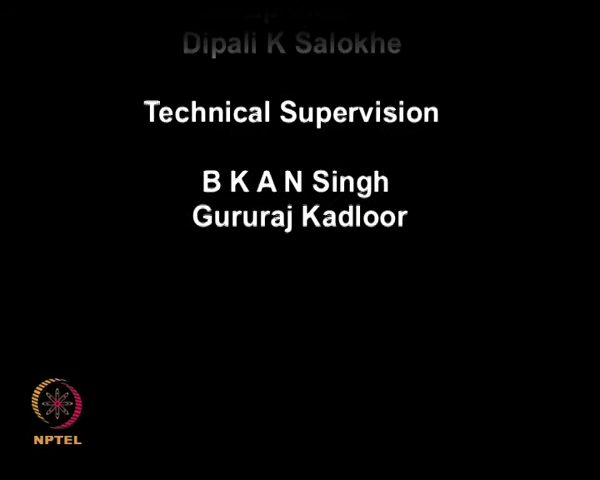 Dipali K Salokhe
Technical Supervision
B K A N Singh
Gururaj Kadloor
NPTEL